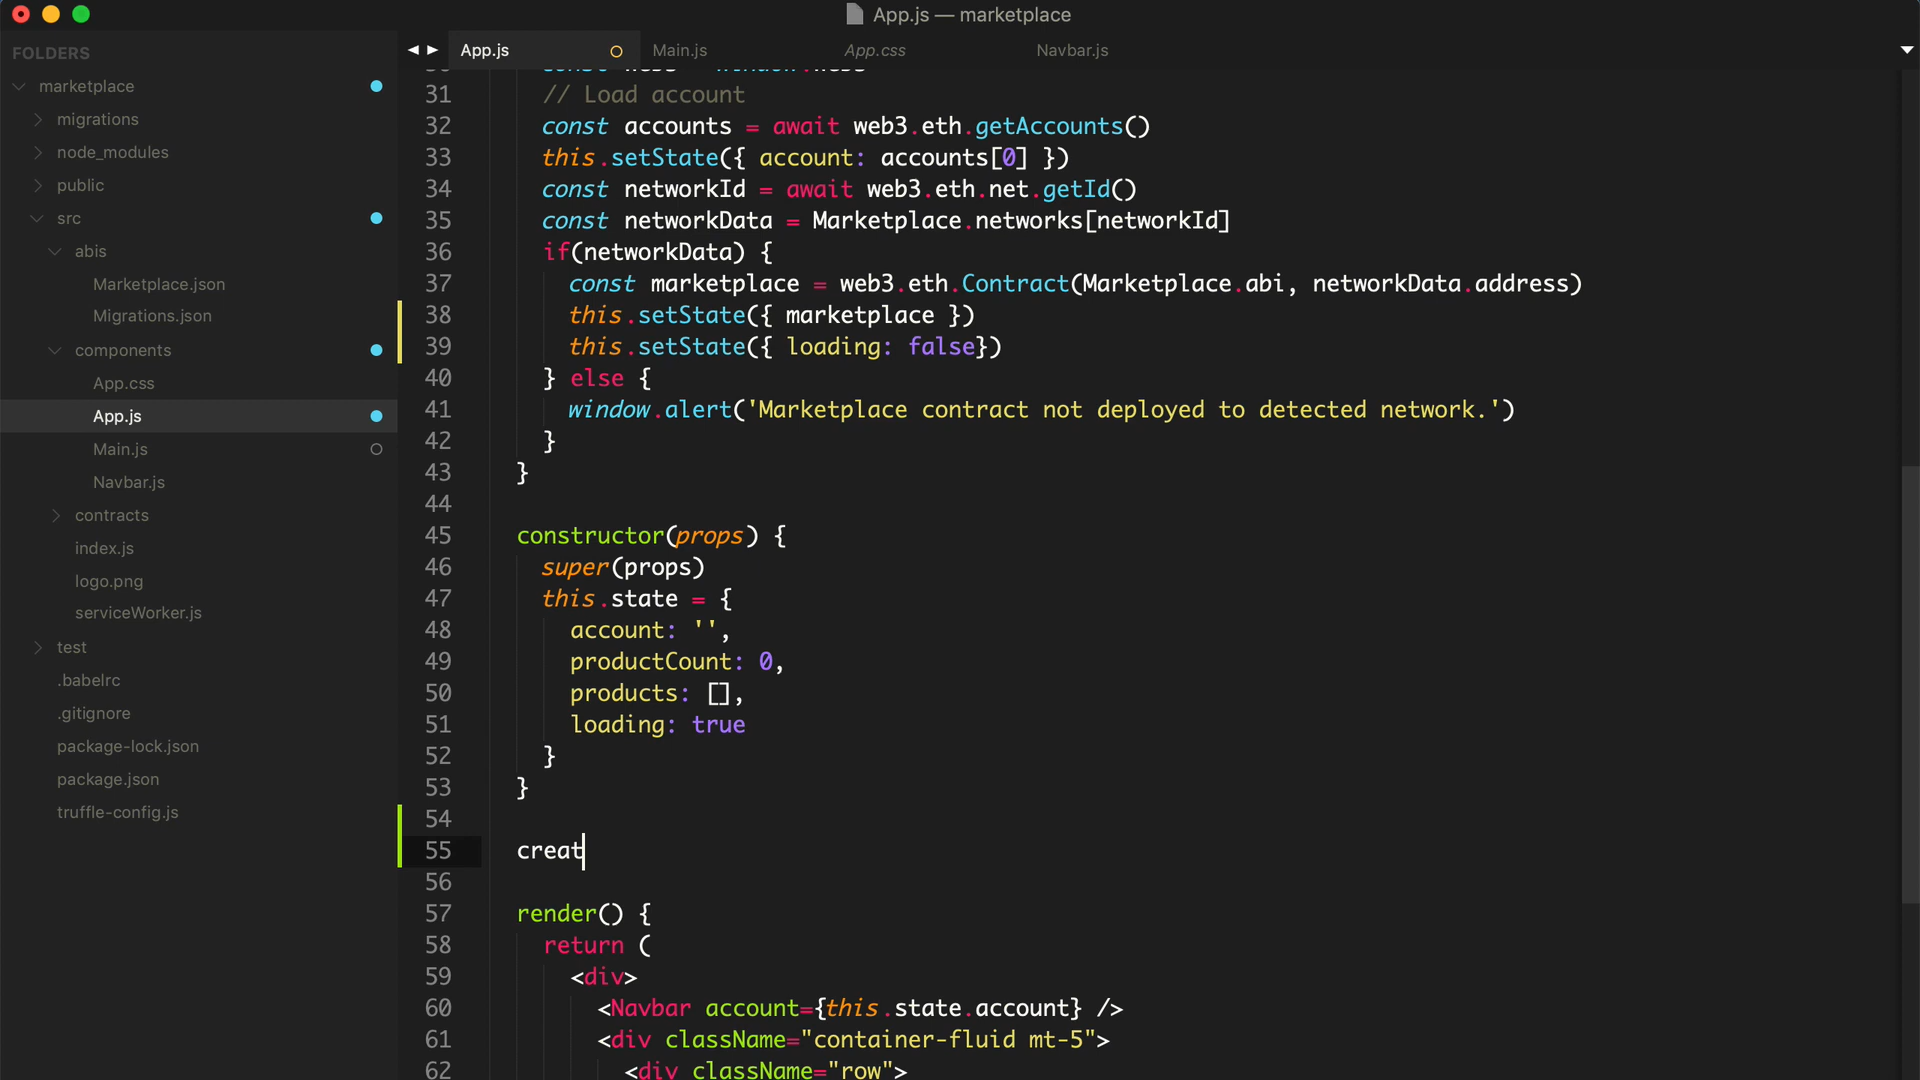 App.js — marketplace
FOLDERS
marketplace
migrations
node_modules
public
src
abis
Marketplace.json
Migrations.json
components
App.css
App.js
Main.js
Navbar.js
contracts
index.js
logo.png
serviceWorker.js
test
.babelrc
.gitignore
package-lock.json
package.json
truffle-config.js
App.js Main.js App.css Navbar.js
31 // Load account
32 const accounts = await web3.eth.getAccounts()
33 this.setState({ account: accounts[0] })
34 const networkId = await web3.eth.net.getId()
35 const networkData = Marketplace.networks[networkId]
36 if(networkData) {
37 const marketplace = web3.eth.Contract(Marketplace.abi, networkData.address)
38 this.setState({ marketplace })
39 this.setState({ loading: false})
40 } else {
41 window.alert('Marketplace contract not deployed to detected network.')
42 }
43 }
44
45 constructor(props) {
46 super(props)
47 this.state = {
48 account: '',
49 productCount: 0,
50 products: [],
51 loading: true
52 }
53 }
54
55 creat
56
57 render() {
58 return (
59 <div>
60 <Navbar account={this.state.account} />
61 <div className="container-fluid mt-5">
62 <div className="row">